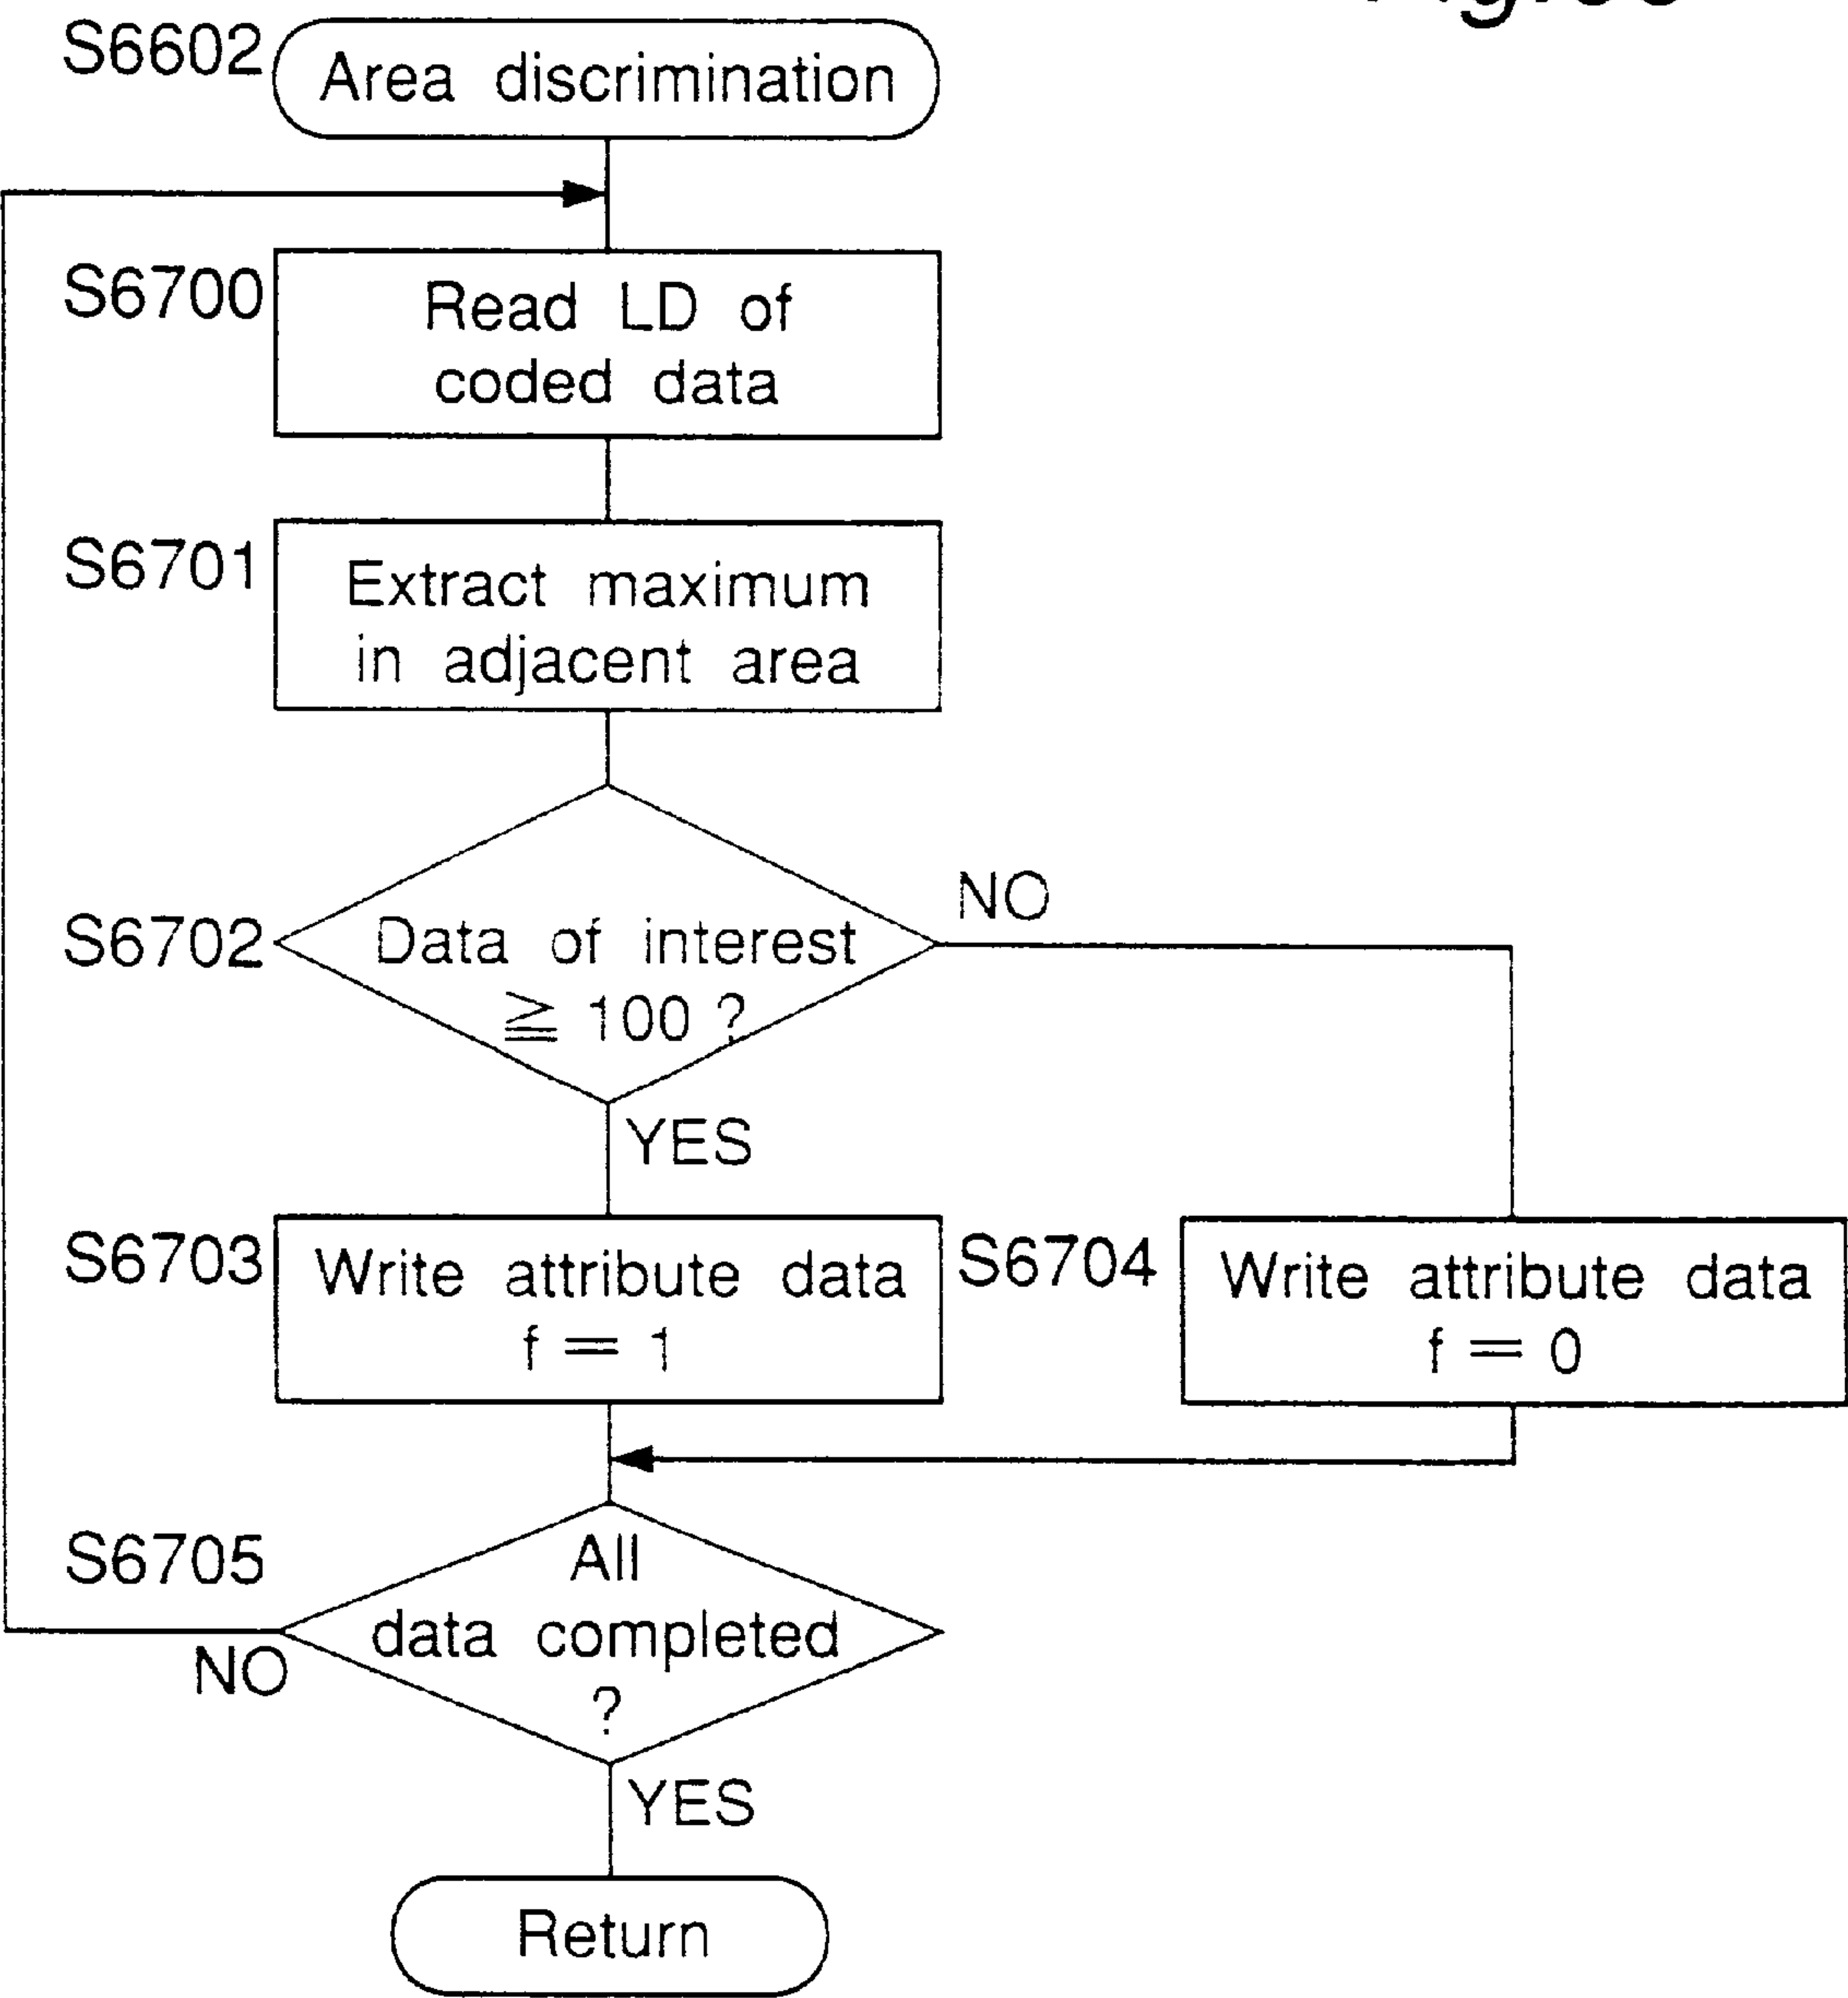 S6602
Area discrimination
S6700
Read LD of
coded data
S6701
Extract maximum
in adjacent area
S6702
Data of interest
≧ 100 ?
NO
YES
S6703
Write attribute data
f = 1
S6704
Write attribute data
f = 0
S6705
All
data completed
?
NO
YES
Return